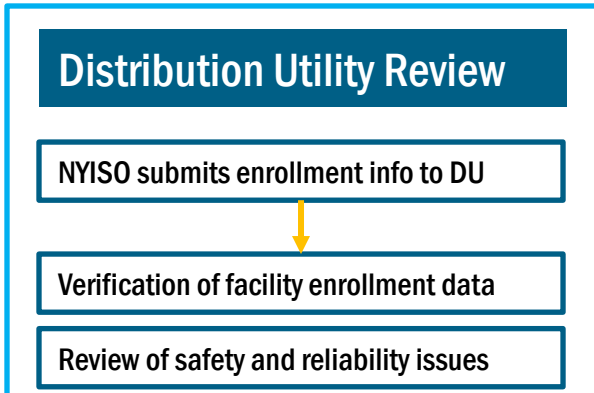 Distribution Utility Review
NYISO submits enrollment info to DU
Verification of facility enrollment data
Review of safety and reliability issues